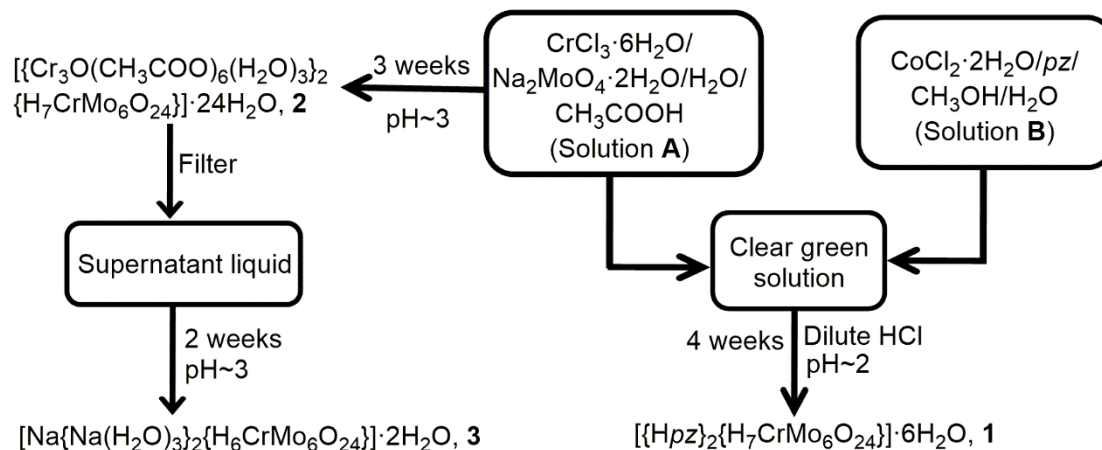 CrCl₃·6H₂O/
Na₂MoO₄·2H₂O/H₂O/
CH₃COOH
(Solution A)
CoCl₂·2H₂O/pz/
CH₃OH/H₂O
(Solution B)
3 weeks
pH~3
[{Cr₃O(CH₃COO)₆(H₂O)₃}₂
{H₇CrMo₆O₂₄}]·24H₂O, 2
Filter
Supernatant liquid
2 weeks
pH~3
[Na{Na(H₂O)₃}₂{H₆CrMo₆O₂₄}]·2H₂O, 3
Clear green
solution
4 weeks
Dilute HCl
pH~2
[{Hpz}₂{H₇CrMo₆O₂₄}]·6H₂O, 1